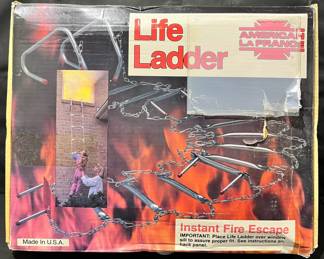 Life
Ladder
AMERICAN
LAFRANCE
Instant Fire Escape
IMPORTANT: Place Life Ladder over window
sill to assure proper fit. See instructions on
back panel.
Made in U.S.A.